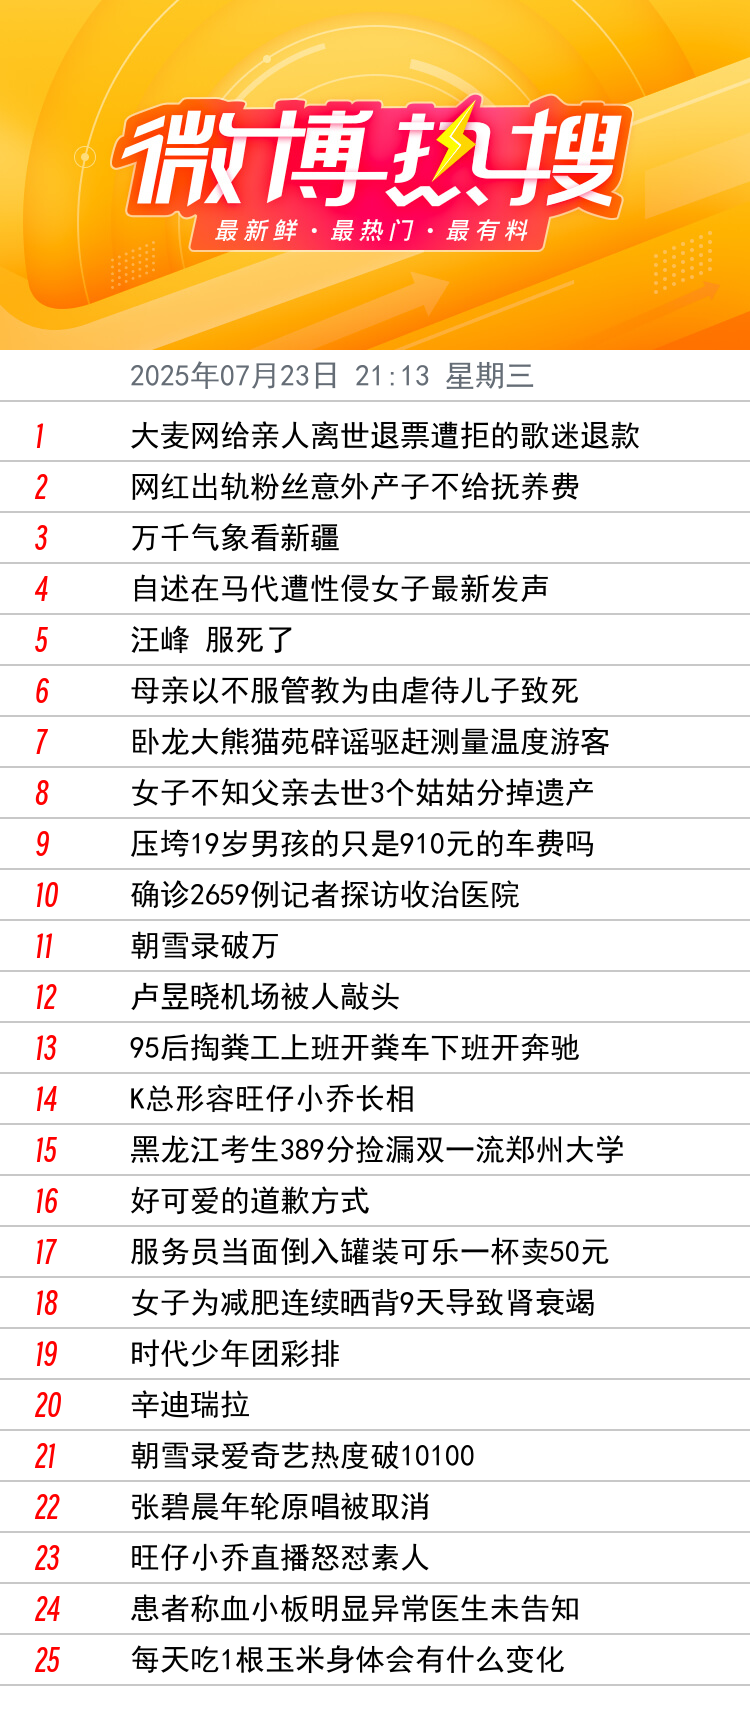 微博热搜
最新鲜·最热门·最有料
2025年07月23日 21:13 星期三
1 大麦网给亲人离世退票遭拒的歌迷退款
2 网红出轨粉丝意外产子不给抚养费
3 万千气象看新疆
4 自述在马代遭性侵女子最新发声
5 汪峰 服死了
6 母亲以不服管教为由虐待儿子致死
7 卧龙大熊猫苑辟谣驱赶测量温度游客
8 女子不知父亲去世3个姑姑分掉遗产
9 压垮19岁男孩的只是910元的车费吗
10 确诊2659例记者探访收治医院
11 朝雪录破万
12 卢昱晓机场被人敲头
13 95后掏粪工上班开粪车下班开奔驰
14 K总形容旺仔小乔长相
15 黑龙江考生389分捡漏双一流郑州大学
16 好可爱的道歉方式
17 服务员当面倒入罐装可乐一杯卖50元
18 女子为减肥连续晒背9天导致肾衰竭
19 时代少年团彩排
20 辛迪瑞拉
21 朝雪录爱奇艺热度破10100
22 张碧晨年轮原唱被取消
23 旺仔小乔直播怒怼素人
24 患者称血小板明显异常医生未告知
25 每天吃1根玉米身体会有什么变化